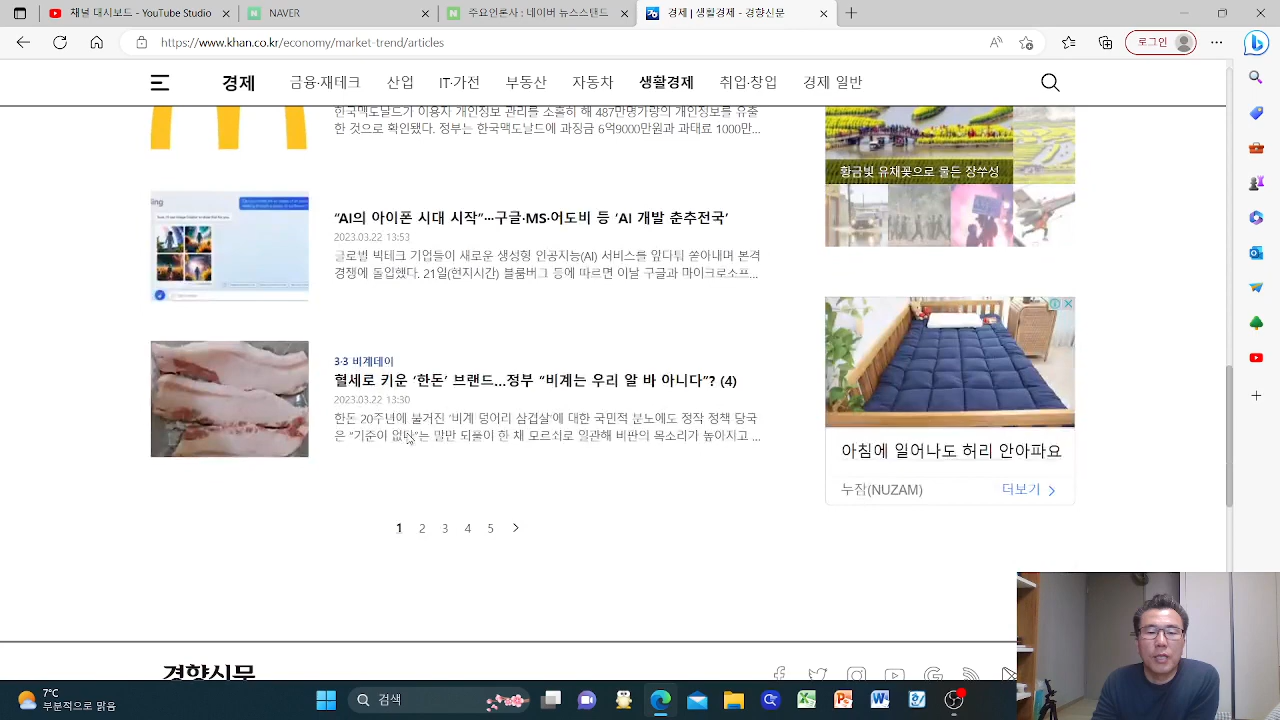 채널 대시보드 - YouTube Studio
NAVER
주요언론사 : 네이버 뉴스스탠드
경제 | 생활경제 - 경향신문
https://www.khan.co.kr/economy/market-trend/articles
로그인
경제
금융·재테크
산업
IT·가전
부동산
자동차
생활경제
취업·창업
경제 일반
한국맥도날드가 이용자 개인정보 관리를 소홀히 해 487만명가량의 개인정보를 유출
한 것으로 확인됐다. 정부는 한국맥도날드에 과징금 6억9000만원과 과태료 1000만...
황금빛 유채꽃으로 물든 장쑤성
“AI의 아이폰 시대 시작”…구글·MS·어도비 등 ‘AI 개발 춘추전국’
2023.03.22 13:53
글로벌 빅테크 기업들이 새로운 생성형 인공지능(AI) 서비스를 앞다퉈 쏟아내며 본격
경쟁에 돌입했다. 21일(현지시간) 블룸버그 등에 따르면 이날 구글과 마이크로소프...
3·3 비계데이
혈세로 키운 ‘한돈’ 브랜드…정부 “비계는 우리 알 바 아니다”? (4)
2023.03.22 13:30
한돈 20주년에 불거진 ‘비계 덩어리 삼겹살’에 대한 국민적 분노에도 정작 정책 당국
은 “기준이 없다”는 말만 되풀이 한 채 모르쇠로 일관해 비판의 목소리가 높아지고 ...
아침에 일어나도 허리 안아파요
누잠(NUZAM)
더보기
1 2 3 4 5
경향신문
7°C
부분적으로 맑음
검색